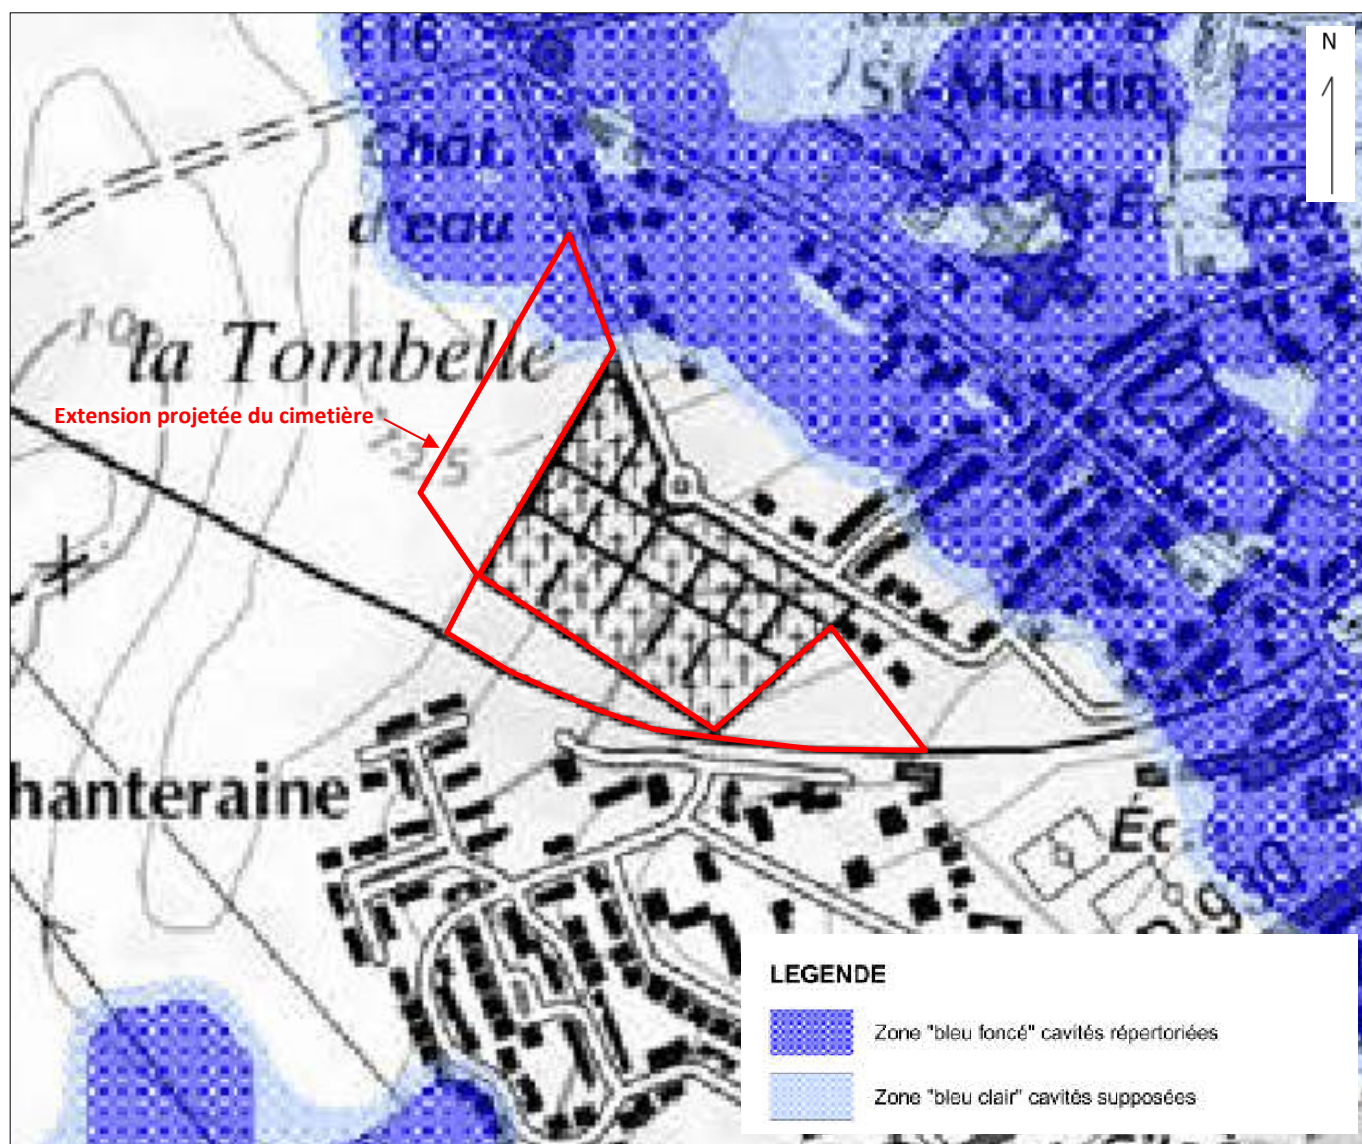 116
N
St Martin
Chât.
d'eau
la Tombelle
Extension projetée du cimetière
125
hanteraine
Éc
LEGENDE
Zone "bleu foncé" cavités répertoriées
Zone "bleu clair" cavités supposées